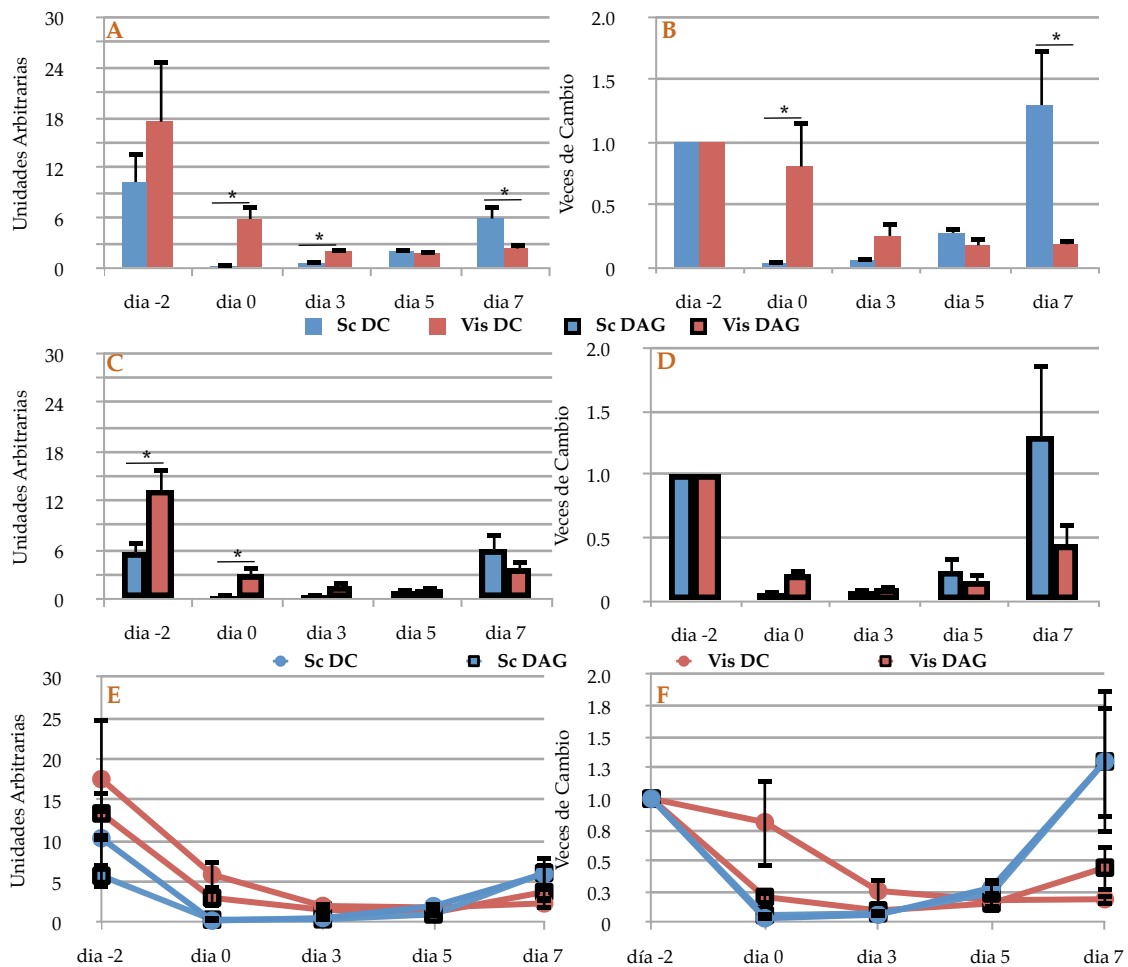 A
Unidades Arbitrarias
30
24
18
12
6
0
*
*
*
dia -2
dia 0
dia 3
dia 5
dia 7
B
Veces de Cambio
2.0
1.5
1.0
0.5
0
*
*
dia -2
dia 0
dia 3
dia 5
dia 7
Sc DC
Vis DC
Sc DAG
Vis DAG
C
Unidades Arbitrarias
30
24
18
12
6
0
*
*
dia -2
dia 0
dia 3
dia 5
dia 7
D
Veces de Cambio
2.0
1.5
1.0
0.5
0
dia -2
dia 0
dia 3
dia 5
dia 7
Sc DC
Sc DAG
Vis DC
Vis DAG
E
Unidades Arbitrarias
30
25
20
15
10
5
0
dia -2
dia 0
dia 3
dia 5
dia 7
F
Veces de Cambio
2.0
1.8
1.5
1.3
1.0
0.8
0.5
0.3
0
día -2
dia 0
dia 3
dia 5
dia 7